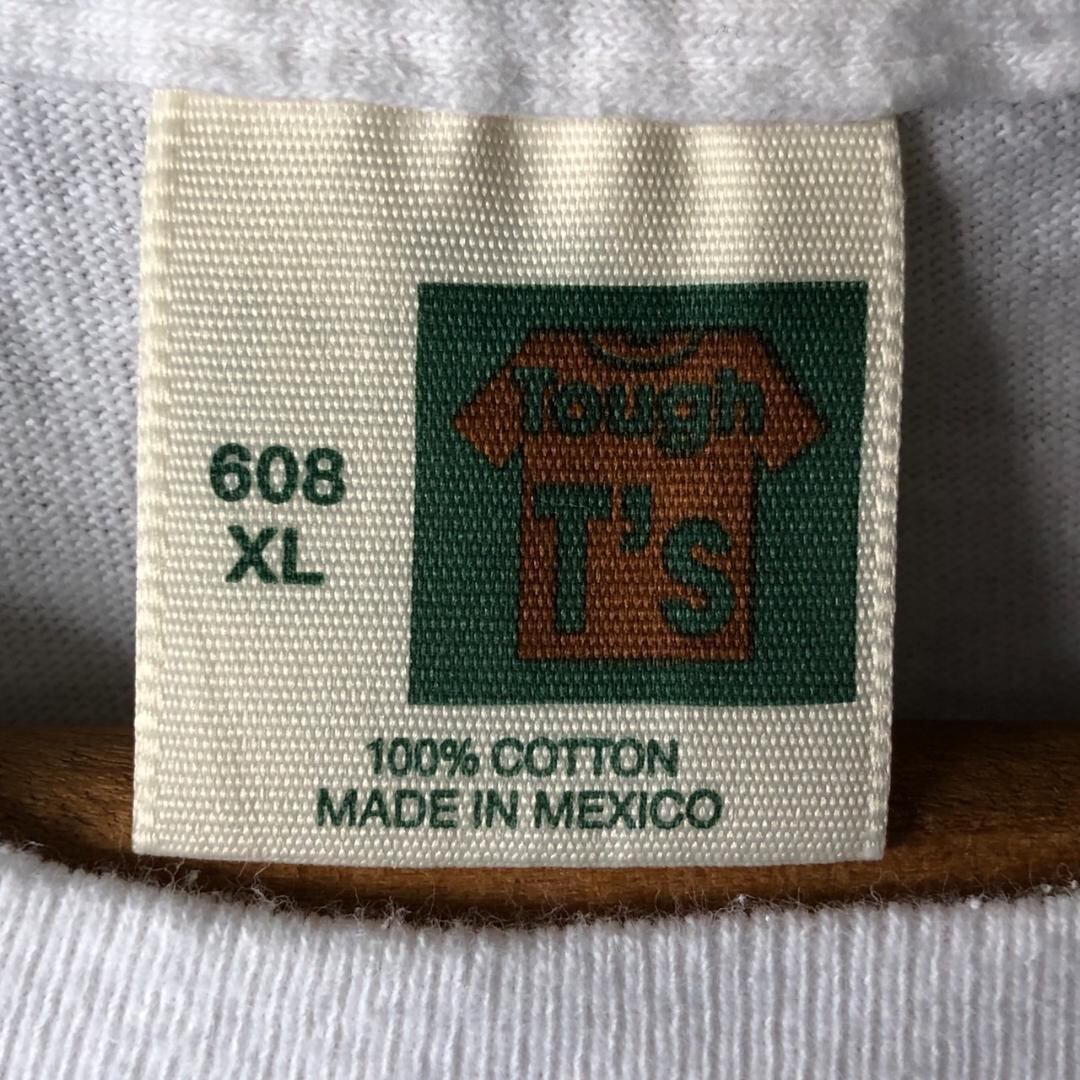 608
XL
Tough
T's
100% COTTON
MADE IN MEXICO